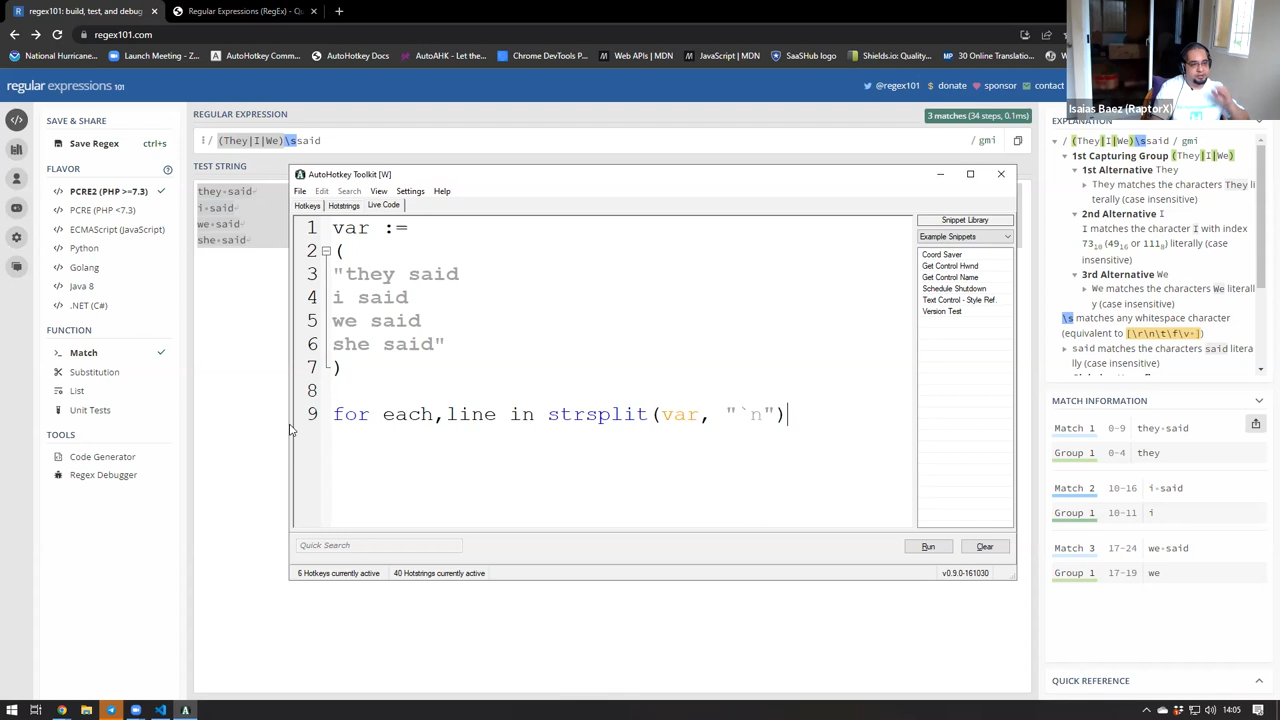 regex101: build, test, and debug
Regular Expressions (RegEx) - Qu
regex101.com
National Hurricane...
Launch Meeting - Z...
AutoHotkey Commu...
AutoAHK - Let the...
Chrome DevTools P...
Web APIs | MDN
JavaScript | MDN
SaaSHub logo
Shields.io: Quality...
30 Online Translatio...
Isaias Baez (RaptorX)
regular expressions 101
@regex101
donate
sponsor
contact
SAVE & SHARE
Save Regex
ctrl+s
FLAVOR
PCRE2 (PHP >=7.3)
PCRE (PHP <7.3)
ECMAScript (JavaScript)
Python
Golang
Java 8
.NET (C#)
FUNCTION
Match
Substitution
List
Unit Tests
TOOLS
Code Generator
Regex Debugger
REGULAR EXPRESSION
3 matches (34 steps, 0.1ms)
/ (They|I|We)\ssaid
/ gmi
TEST STRING
they·said
i·said
we·said
she·said
AutoHotkey Toolkit [W]
File Edit Search View Settings Help
Hotkeys Hotstrings Live Code
1 var :=
2 (
3 "they said
4 i said
5 we said
6 she said"
7 )
8
9 for each,line in strsplit(var, "`n")
Snippet Library
Example Snippets
Coord Saver
Get Control Hwnd
Get Control Name
Schedule Shutdown
Text Control - Style Ref.
Version Test
Quick Search
Run
Clear
6 Hotkeys currently active
40 Hotstrings currently active
v0.9.0-161030
EXPLANATION
/ (They|I|We)\ssaid / gmi
1st Capturing Group (They|I|We)
1st Alternative They
They matches the characters They li
terally (case insensitive)
2nd Alternative I
I matches the character I with index
73₁₀ (49₁₆ or 111₈) literally (case
insensitive)
3rd Alternative We
We matches the characters We literall
y (case insensitive)
\s matches any whitespace character
(equivalent to [\r\n\t\f\v ])
said matches the characters said litera
lly (case insensitive)
MATCH INFORMATION
Match 1 0-9 they·said
Group 1 0-4 they
Match 2 10-16 i·said
Group 1 10-11 i
Match 3 17-24 we·said
Group 1 17-19 we
QUICK REFERENCE
14:05